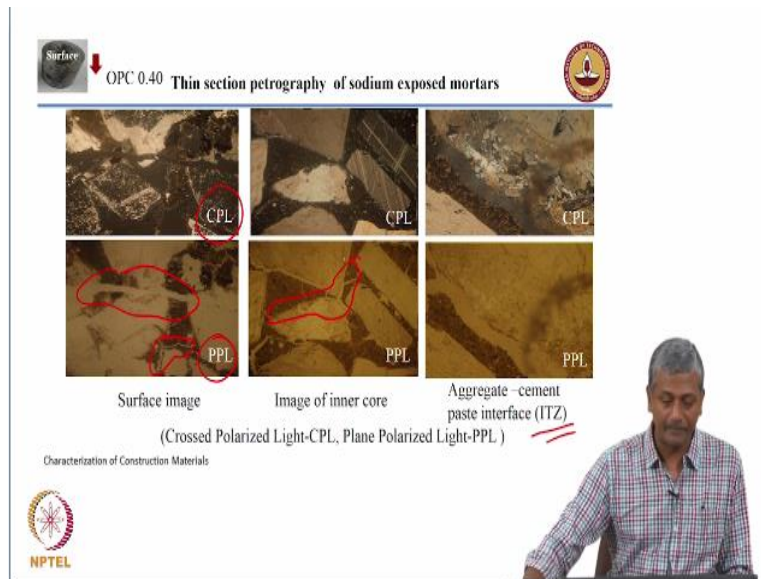 Surface
OPC 0.40 Thin section petrography of sodium exposed mortars
CPL
CPL
CPL
PPL
PPL
PPL
Surface image
Image of inner core
Aggregate –cement
paste interface (ITZ)
(Crossed Polarized Light-CPL, Plane Polarized Light-PPL )
Characterization of Construction Materials
NPTEL